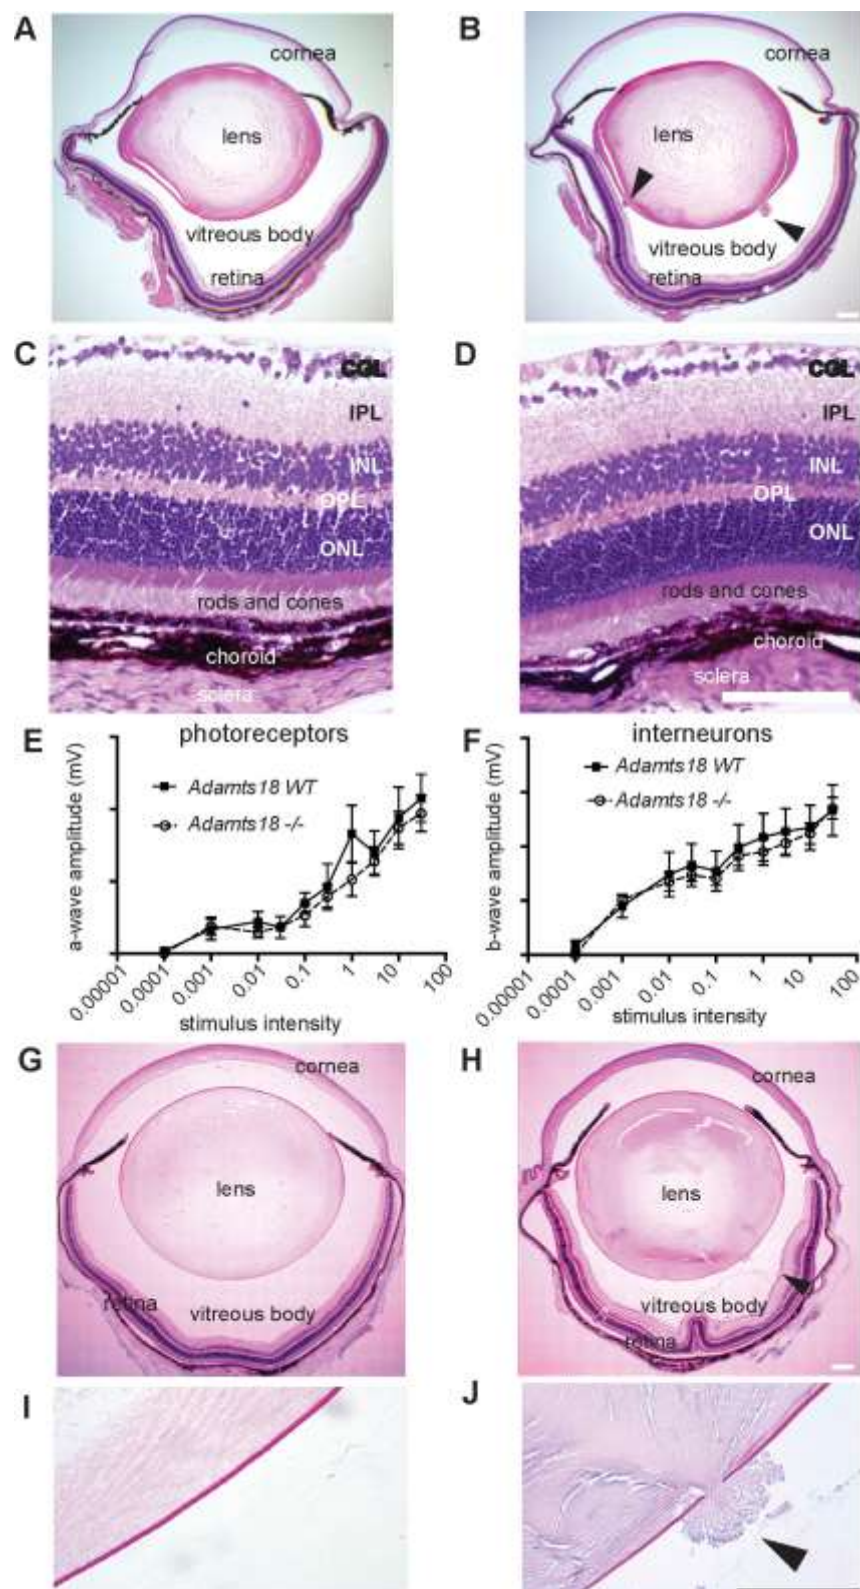 A
cornea
lens
vitreous body
retina
B
cornea
lens
vitreous body
retina
C
CGL
IPL
INL
OPL
ONL
rods and cones
choroid
sclera
D
CGL
IPL
INL
OPL
ONL
rods and cones
choroid
sclera
E
photoreceptors
a-wave amplitude (mV)
Adamts18 WT
Adamts18 -/-
0.00001
0.0001
0.001
0.01
0.1
1
10
100
stimulus intensity
F
interneurons
b-wave amplitude (mV)
Adamts18 WT
Adamts18 -/-
0.00001
0.0001
0.001
0.01
0.1
1
10
100
stimulus intensity
G
cornea
lens
retina
vitreous body
H
cornea
lens
vitreous body
retina
I
J